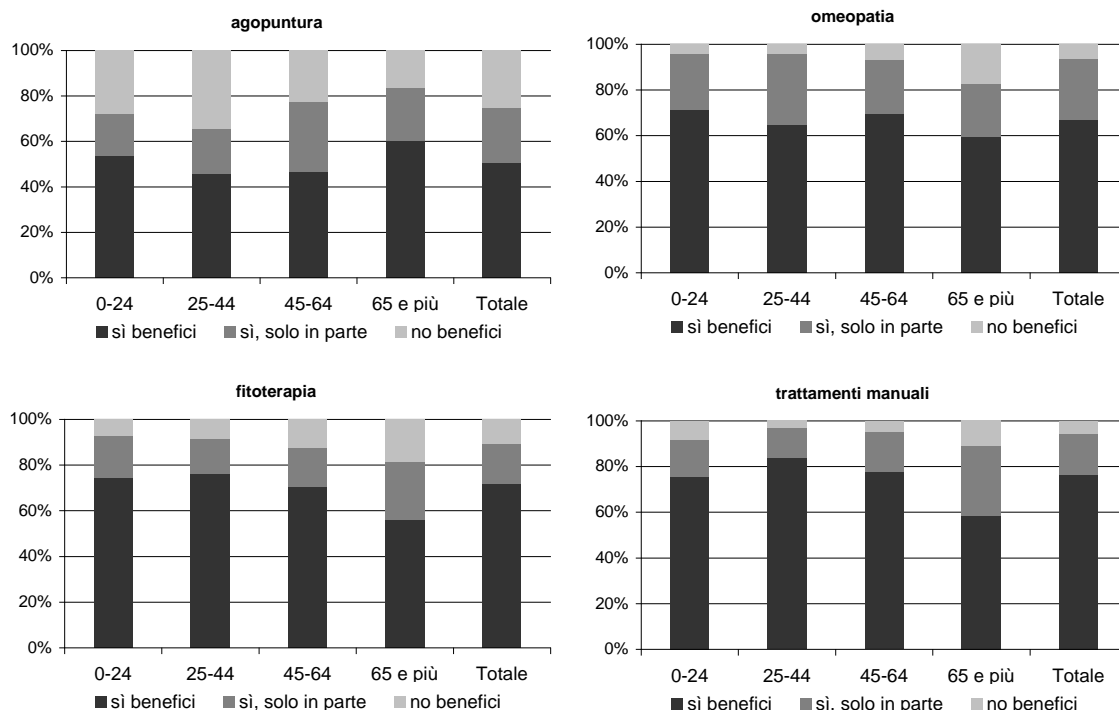 agopuntura
100%
80%
60%
40%
20%
0%
0-24 25-44 45-64 65 e più Totale
sì benefici sì, solo in parte no benefici
omeopatia
100%
80%
60%
40%
20%
0%
0-24 25-44 45-64 65 e più Totale
sì benefici sì, solo in parte no benefici
fitoterapia
100%
80%
60%
40%
20%
0%
0-24 25-44 45-64 65 e più Totale
sì benefici sì, solo in parte no benefici
trattamenti manuali
100%
80%
60%
40%
20%
0%
0-24 25-44 45-64 65 e più Totale
sì benefici sì, solo in parte no benefici